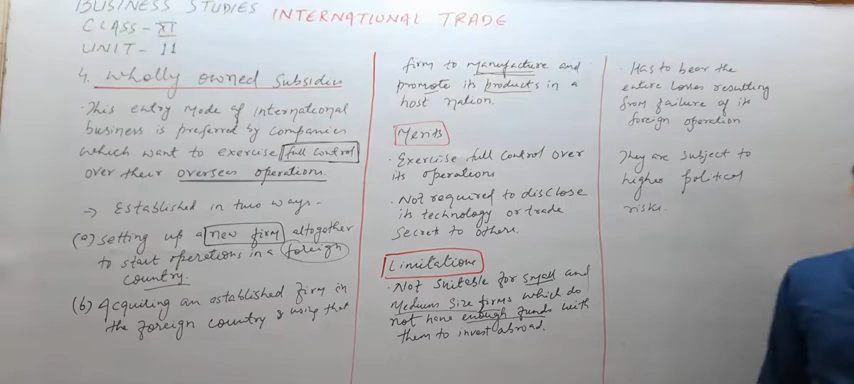 BUSINESS STUDIES
INTERNATIONAL TRADE
CLASS - XI
UNIT - 11
4. Wholly owned Subsidies
· This entry mode of International
business is preferred by companies
which want to exercise full control
over their overseas operations.
→ Established in two ways -
(a) Setting up a new firm altogether
to start operations in a foreign
country.
(b) Acquiring an established firm in
the foreign country & using that
firm to manufacture and
promote its products in a
host nation.
Merits
· Exercise full control over
its operations
· Not required to disclose
its technology or trade
secret to others.
Limitations
· Not suitable for small and
Medium size firms which do
not have enough funds with
them to invest abroad.
· Has to bear the
entire losses resulting
from failure of its
foreign operation
They are subject to
higher political
risks.